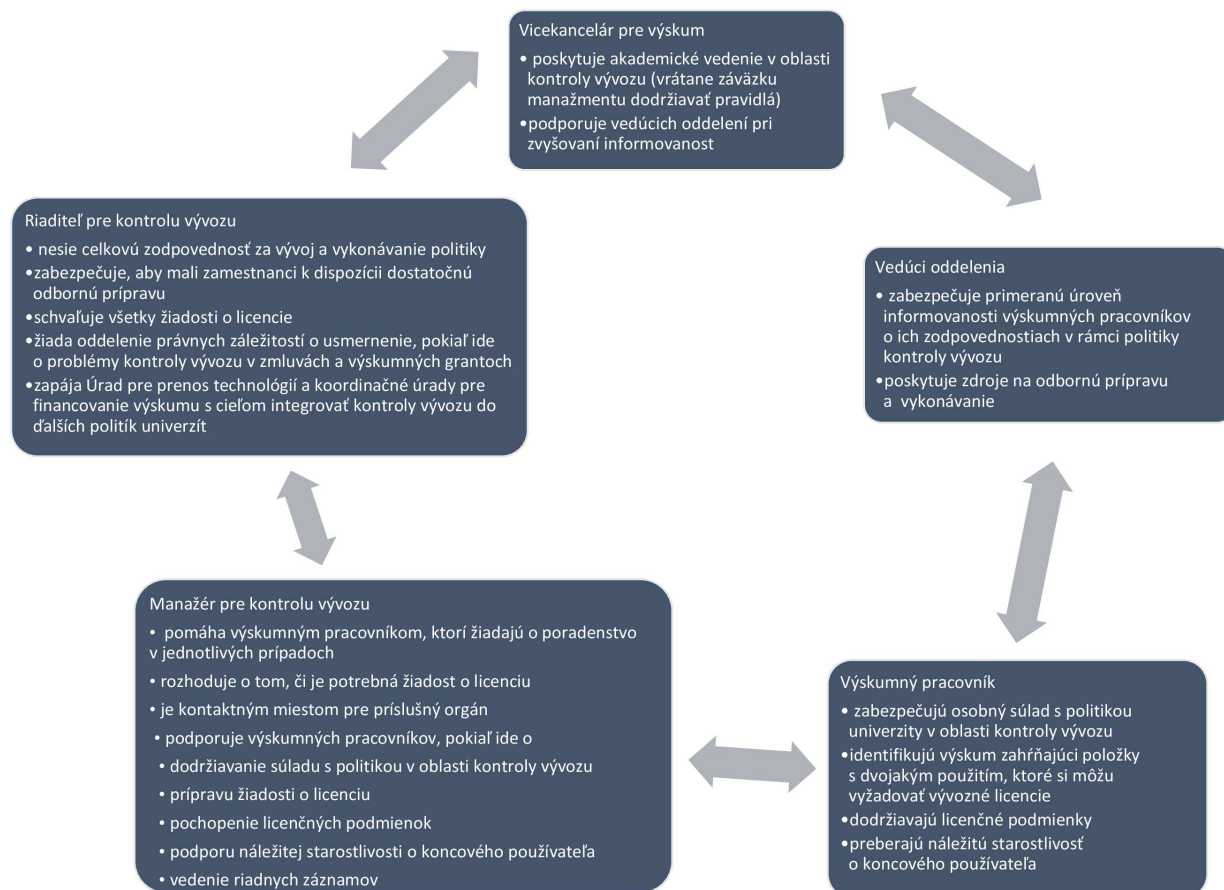 Vicekancelár pre výskum
• poskytuje akademické vedenie v oblasti
kontroly vývozu (vrátane záväzku
manažmentu dodržiavať pravidlá)
•podporuje vedúcich oddelení pri
zvyšovaní informovanost
Riaditeľ pre kontrolu vývozu
• nesie celkovú zodpovednosť za vývoj a vykonávanie politiky
•zabezpečuje, aby mali zamestnanci k dispozícii dostatočnú
odbornú prípravu
•schvaľuje všetky žiadosti o licencie
•žiada oddelenie právnych záležitostí o usmernenie, pokiaľ ide
o problémy kontroly vývozu v zmluvách a výskumných grantoch
•zapája Úrad pre prenos technológií a koordinačné úrady pre
financovanie výskumu s cieľom integrovať kontroly vývozu do
ďalších politík univerzít
Vedúci oddelenia
• zabezpečuje primeranú úroveň
informovanosti výskumných pracovníkov
o ich zodpovednostiach v rámci politiky
kontroly vývozu
•poskytuje zdroje na odbornú prípravu
a vykonávanie
Manažér pre kontrolu vývozu
• pomáha výskumným pracovníkom, ktorí žiadajú o poradenstvo
v jednotlivých prípadoch
• rozhoduje o tom, či je potrebná žiadost o licenciu
• je kontaktným miestom pre príslušný orgán
• podporuje výskumných pracovníkov, pokiaľ ide o
• dodržiavanie súladu s politikou v oblasti kontroly vývozu
• prípravu žiadosti o licenciu
• pochopenie licenčných podmienok
• podporu náležitej starostlivosti o koncového používateľa
• vedenie riadnych záznamov
Výskumný pracovník
• zabezpečujú osobný súlad s politikou
univerzity v oblasti kontroly vývozu
•identifikujú výskum zahŕňajúci položky
s dvojakým použitím, ktoré si môžu
vyžadovať vývozné licencie
•dodržiavajú licenčné podmienky
•preberajú náležitú starostlivosť
o koncového používateľa